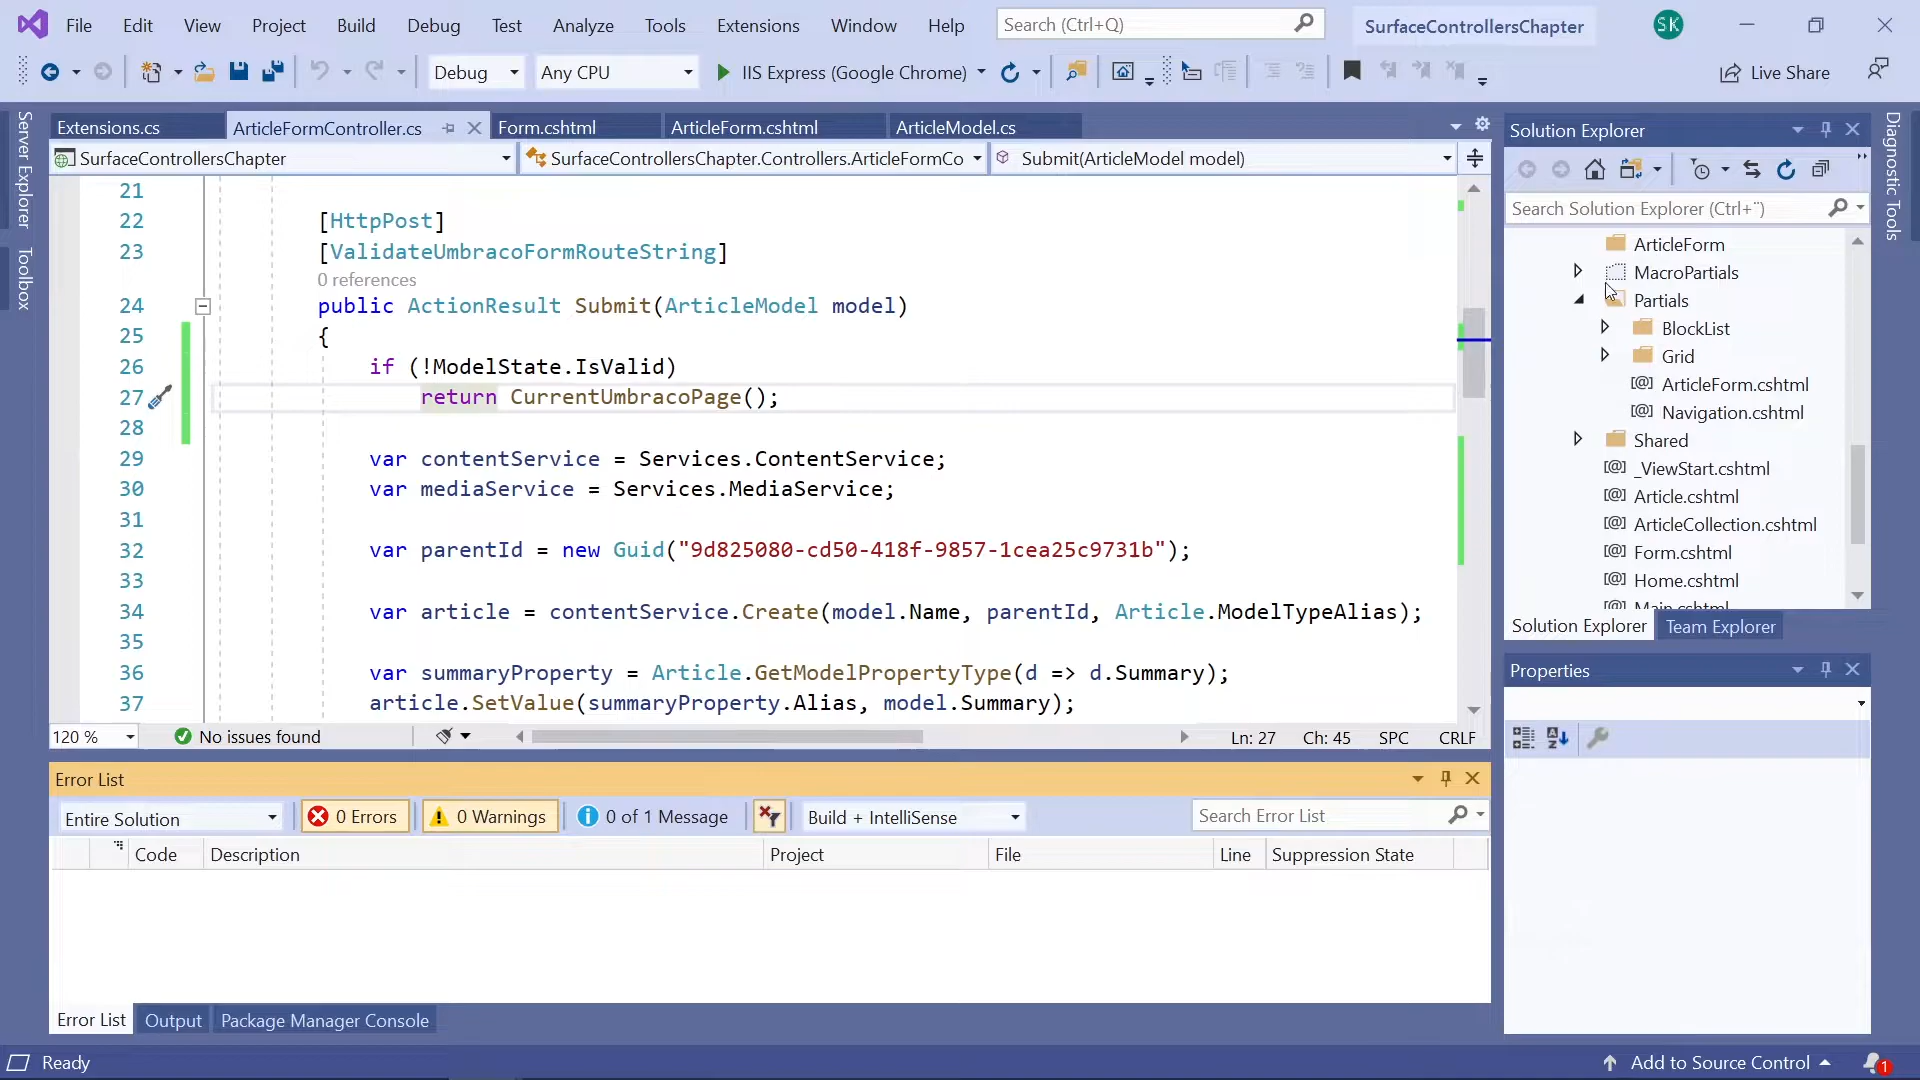 File Edit View Project Build Debug Test Analyze Tools Extensions Window Help Search (Ctrl+Q) SurfaceControllersChapter SK
Debug Any CPU IIS Express (Google Chrome) Live Share
Server Explorer
Toolbox
Extensions.cs ArticleFormController.cs Form.cshtml ArticleForm.cshtml ArticleModel.cs
SurfaceControllersChapter SurfaceControllersChapter.Controllers.ArticleFormCo Submit(ArticleModel model)
21
22 [HttpPost]
23 [ValidateUmbracoFormRouteString]
0 references
24 public ActionResult Submit(ArticleModel model)
25 {
26 if (!ModelState.IsValid)
27 return CurrentUmbracoPage();
28
29 var contentService = Services.ContentService;
30 var mediaService = Services.MediaService;
31
32 var parentId = new Guid("9d825080-cd50-418f-9857-1cea25c9731b");
33
34 var article = contentService.Create(model.Name, parentId, Article.ModelTypeAlias);
35
36 var summaryProperty = Article.GetModelPropertyType(d => d.Summary);
37 article.SetValue(summaryProperty.Alias, model.Summary);
120 % No issues found Ln: 27 Ch: 45 SPC CRLF
Error List
Entire Solution 0 Errors 0 Warnings 0 of 1 Message Build + IntelliSense Search Error List
Code Description Project File Line Suppression State
Error List Output Package Manager Console
Solution Explorer
Search Solution Explorer (Ctrl+¨)
ArticleForm
MacroPartials
Partials
BlockList
Grid
ArticleForm.cshtml
Navigation.cshtml
Shared
_ViewStart.cshtml
Article.cshtml
ArticleCollection.cshtml
Form.cshtml
Home.cshtml
Main.cshtml
Solution Explorer Team Explorer
Properties
Diagnostic Tools
Ready Add to Source Control 1